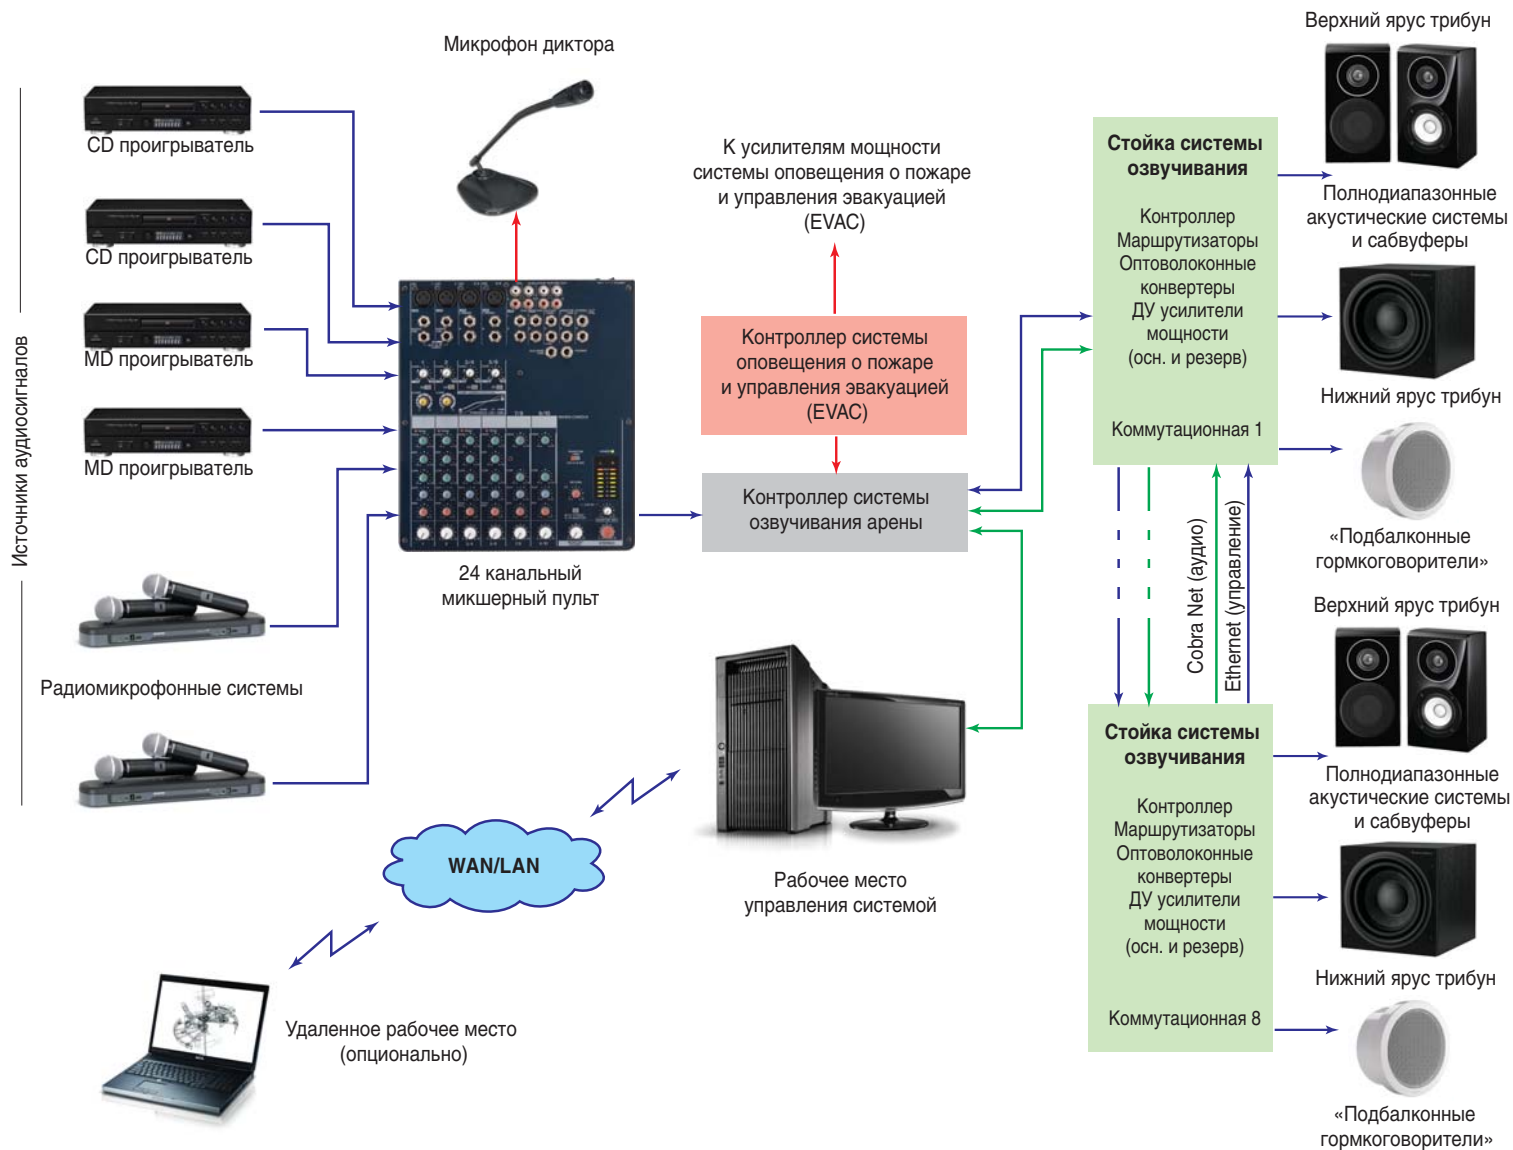 Микрофон диктора
Источники аудиосигналов
CD проигрыватель
CD проигрыватель
MD проигрыватель
MD проигрыватель
Радиомикрофонные системы
24 канальный
микшерный пульт
К усилителям мощности
системы оповещения о пожаре
и управления эвакуацией
(EVAC)
Контроллер системы
оповещения о пожаре
и управления эвакуацией
(EVAC)
Контроллер системы
озвучивания арены
WAN/LAN
Рабочее место
управления системой
Удаленное рабочее место
(опционально)
Стойка системы
озвучивания
Контроллер
Маршрутизаторы
Оптоволоконные
конвертеры
ДУ усилители
мощности
(осн. и резерв)
Коммутационная 1
Cobra Net (аудио)
Ethernet (управление)
Стойка системы
озвучивания
Контроллер
Маршрутизаторы
Оптоволоконные
конвертеры
ДУ усилители
мощности
(осн. и резерв)
Коммутационная 8
Верхний ярус трибун
Полнодиапазонные
акустические системы
и сабвуферы
Нижний ярус трибун
«Подбалконные
гормкоговорители»
Верхний ярус трибун
Полнодиапазонные
акустические системы
и сабвуферы
Нижний ярус трибун
«Подбалконные
гормкоговорители»